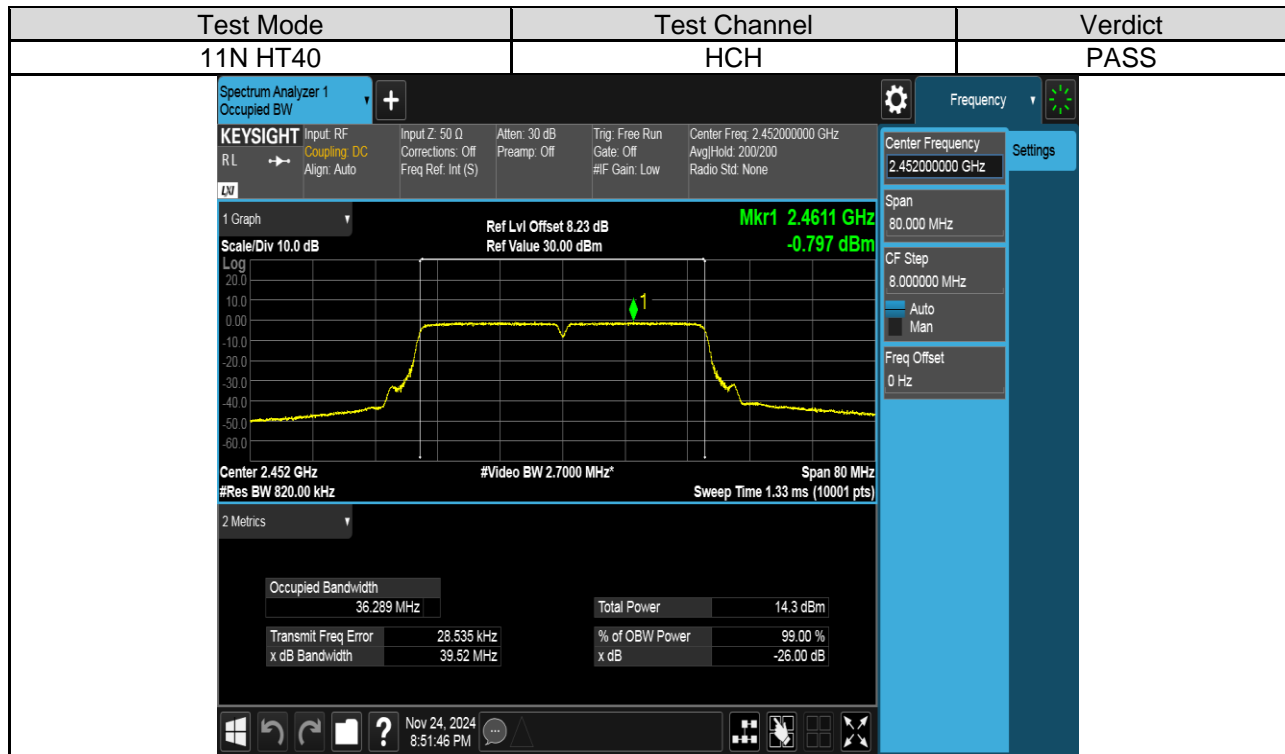 Test Mode Test Channel Verdict
11N HT40 HCH PASS
Spectrum Analyzer 1
Occupied BW
+
Frequency
KEYSIGHT Input: RF Input Z: 50 Ω Atten: 30 dB Trig: Free Run Center Freq: 2.452000000 GHz
RL Coupling: DC Corrections: Off Preamp: Off Gate: Off Avg|Hold: 200/200
Align: Auto Freq Ref: Int (S) #IF Gain: Low Radio Std: None
LXI
Center Frequency
2.452000000 GHz
Settings
Span
80.000 MHz
CF Step
8.000000 MHz
Auto
Man
Freq Offset
0 Hz
1 Graph Ref Lvl Offset 8.23 dB Mkr1 2.4611 GHz
Scale/Div 10.0 dB Ref Value 30.00 dBm -0.797 dBm
Log
20.0
10.0
1
0.00
-10.0
-20.0
-30.0
-40.0
-50.0
-60.0
Center 2.452 GHz #Video BW 2.7000 MHz* Span 80 MHz
#Res BW 820.00 kHz Sweep Time 1.33 ms (10001 pts)
2 Metrics
Occupied Bandwidth
36.289 MHz Total Power 14.3 dBm
Transmit Freq Error 28.535 kHz % of OBW Power 99.00 %
x dB Bandwidth 39.52 MHz x dB -26.00 dB
? Nov 24, 2024
8:51:46 PM